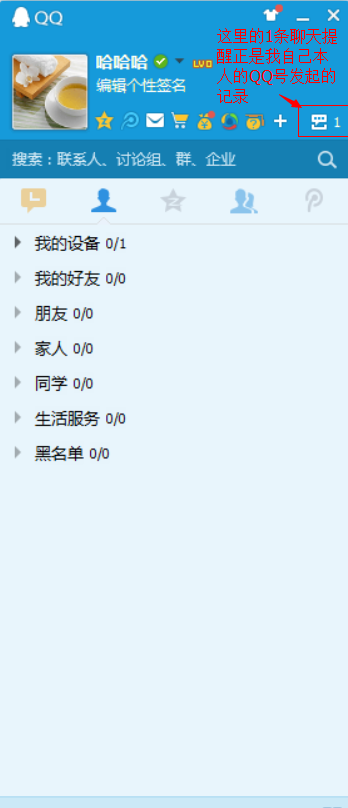 QQ
这里的1条聊天提
醒正是我自己本
人的QQ号发起的
记录
哈哈哈
LV0
编辑个性签名
1
搜索：联系人、讨论组、群、企业
我的设备 0/1
我的好友 0/0
朋友 0/0
家人 0/0
同学 0/0
生活服务 0/0
黑名单 0/0